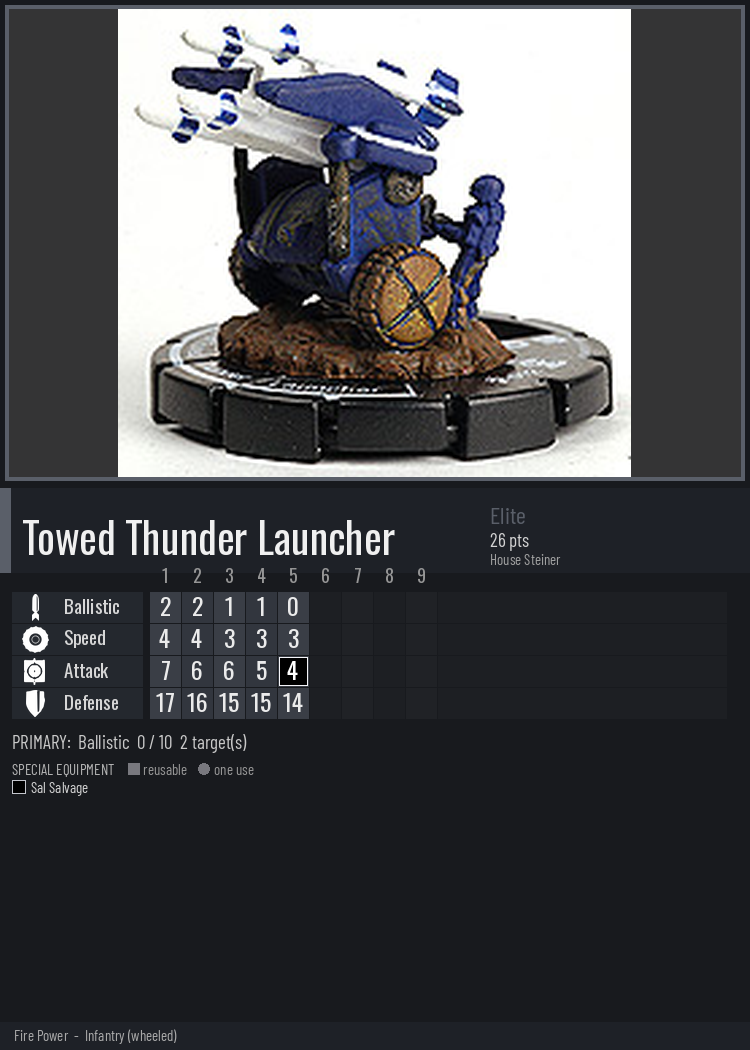 Towed Thunder Launcher
Elite
26 pts
House Steiner
1 2 3 4 5 6 7 8 9
Ballistic 2 2 1 1 0
Speed 4 4 3 3 3
Attack 7 6 6 5 4
Defense 17 16 15 15 14
PRIMARY: Ballistic 0 / 10 2 target(s)
SPECIAL EQUIPMENT reusable one use
Sal Salvage
Fire Power - Infantry (wheeled)